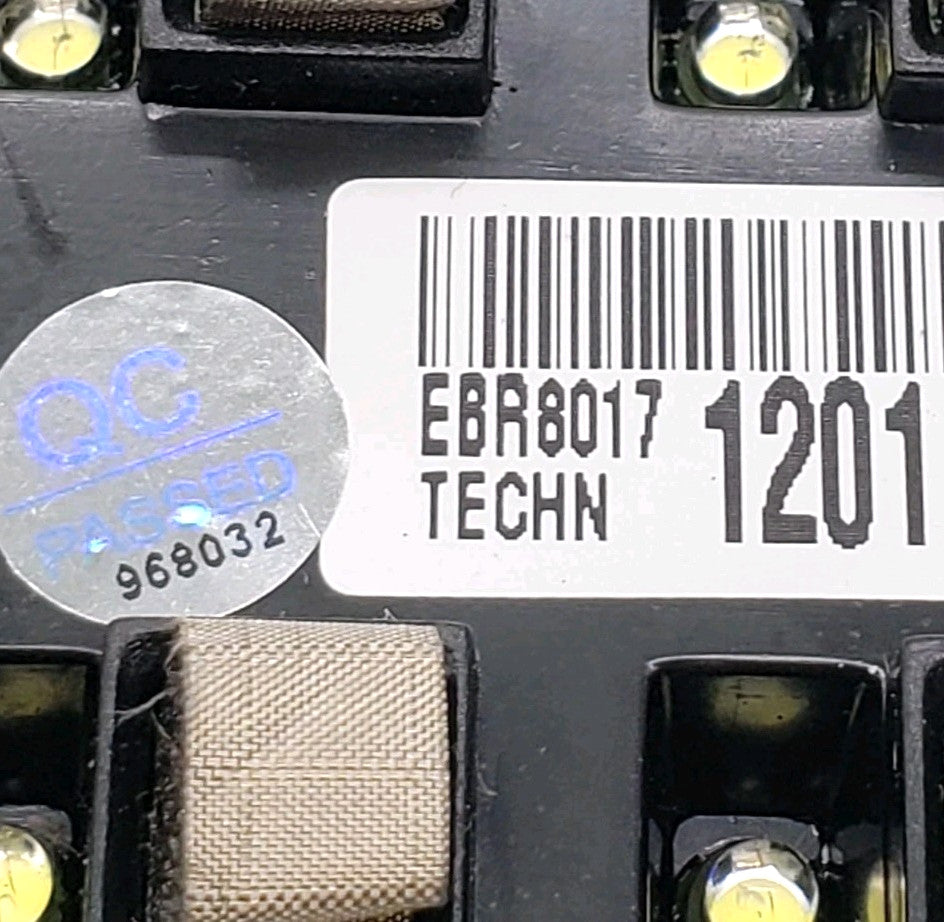 QC
PASSED
968032
EBR8017 1201
TECHN